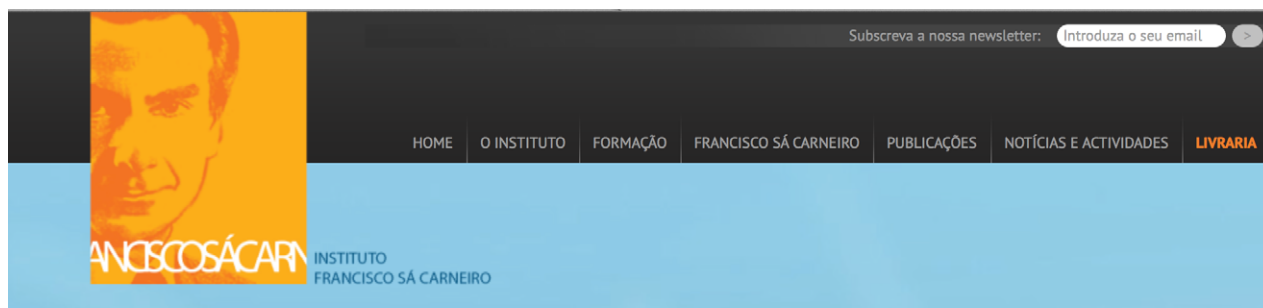 Subscreva a nossa newsletter: Introduza o seu email >
HOME O INSTITUTO FORMAÇÃO FRANCISCO SÁ CARNEIRO PUBLICAÇÕES NOTÍCIAS E ACTIVIDADES LIVRARIA
ANCISCOSÁCARN
INSTITUTO
FRANCISCO SÁ CARNEIRO